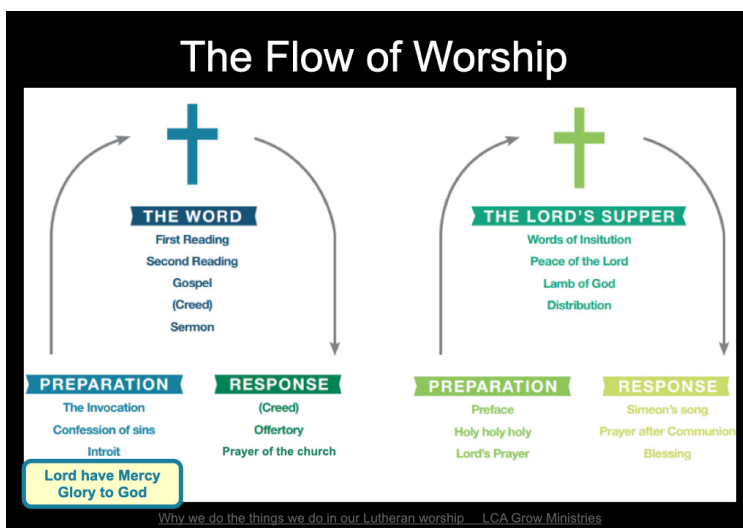 The Flow of Worship
THE WORD
First Reading
Second Reading
Gospel
(Creed)
Sermon
PREPARATION
The Invocation
Confession of sins
Introit
Lord have Mercy
Glory to God
RESPONSE
(Creed)
Offertory
Prayer of the church
THE LORD'S SUPPER
Words of Insitution
Peace of the Lord
Lamb of God
Distribution
PREPARATION
Preface
Holy holy holy
Lord's Prayer
RESPONSE
Simeon's song
Prayer after Communion
Blessing
Why we do the things we do in our Lutheran worship LCA Grow Ministries